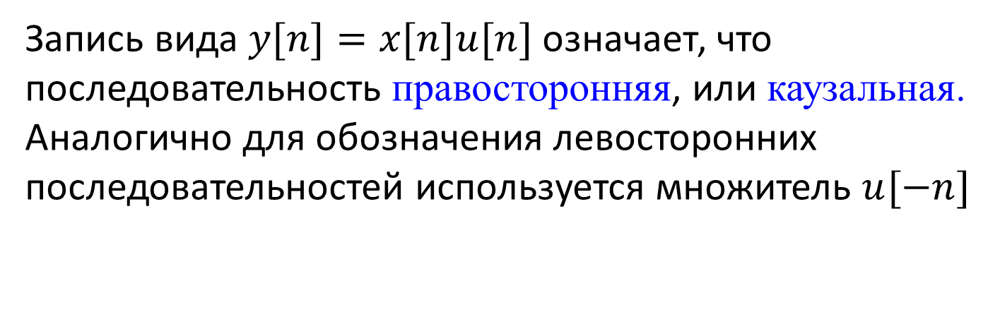 Запись вида y[n] = x[n]u[n] означает, что
последовательность правосторонняя, или каузальная.
Аналогично для обозначения левосторонних
последовательностей используется множитель u[−n]